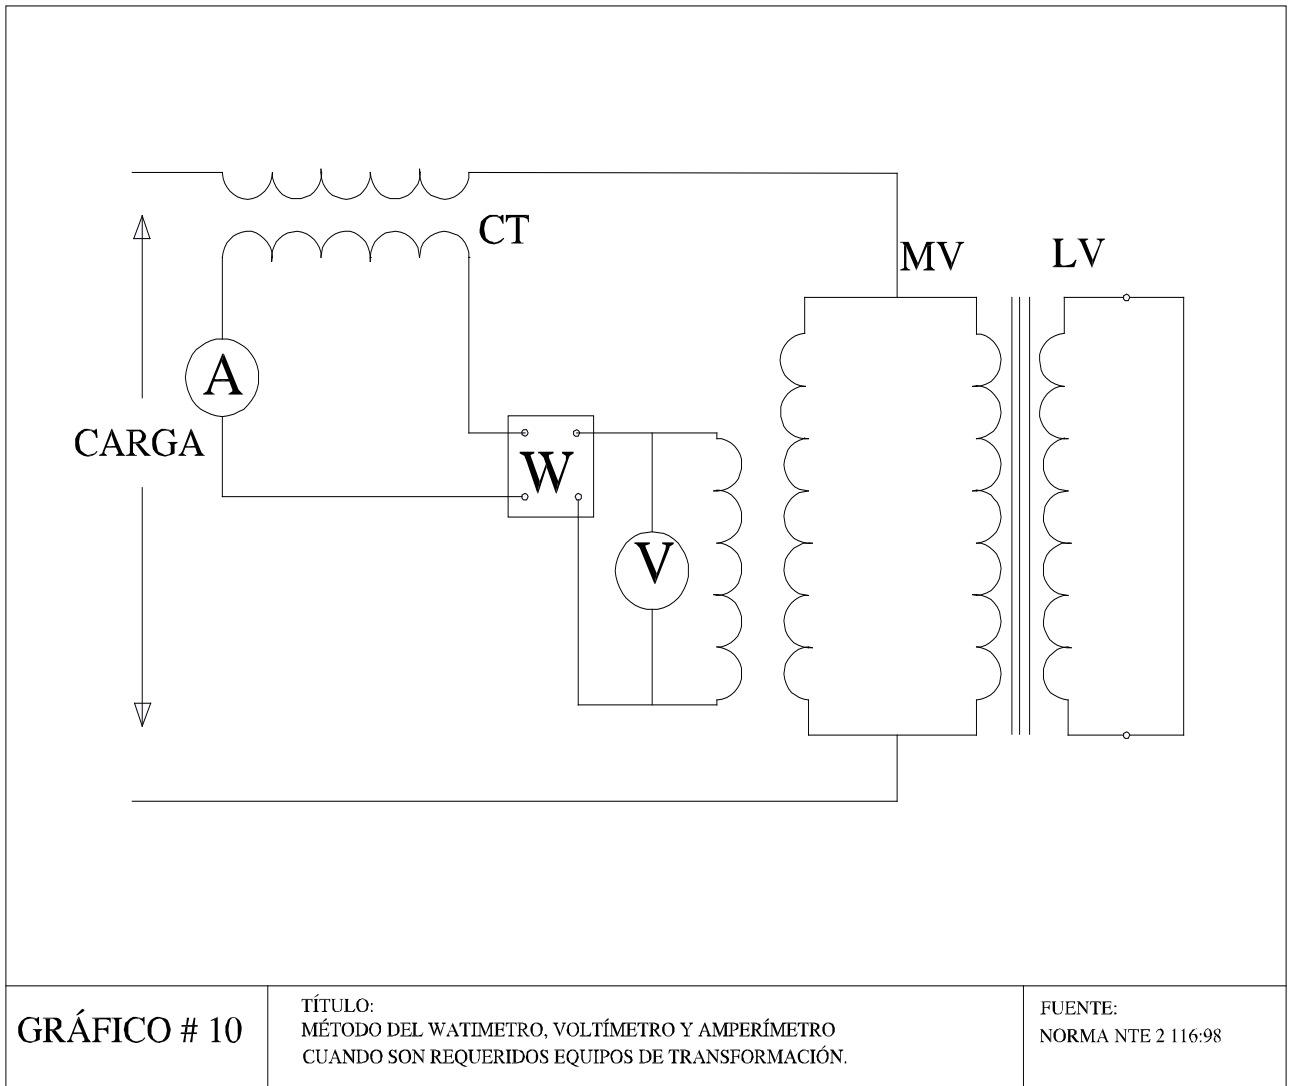 CT
MV
LV
A
CARGA
W
V
GRÁFICO # 10
TÍTULO:
MÉTODO DEL WATIMETRO, VOLTÍMETRO Y AMPERÍMETRO
CUANDO SON REQUERIDOS EQUIPOS DE TRANSFORMACIÓN.
FUENTE:
NORMA NTE 2 116:98